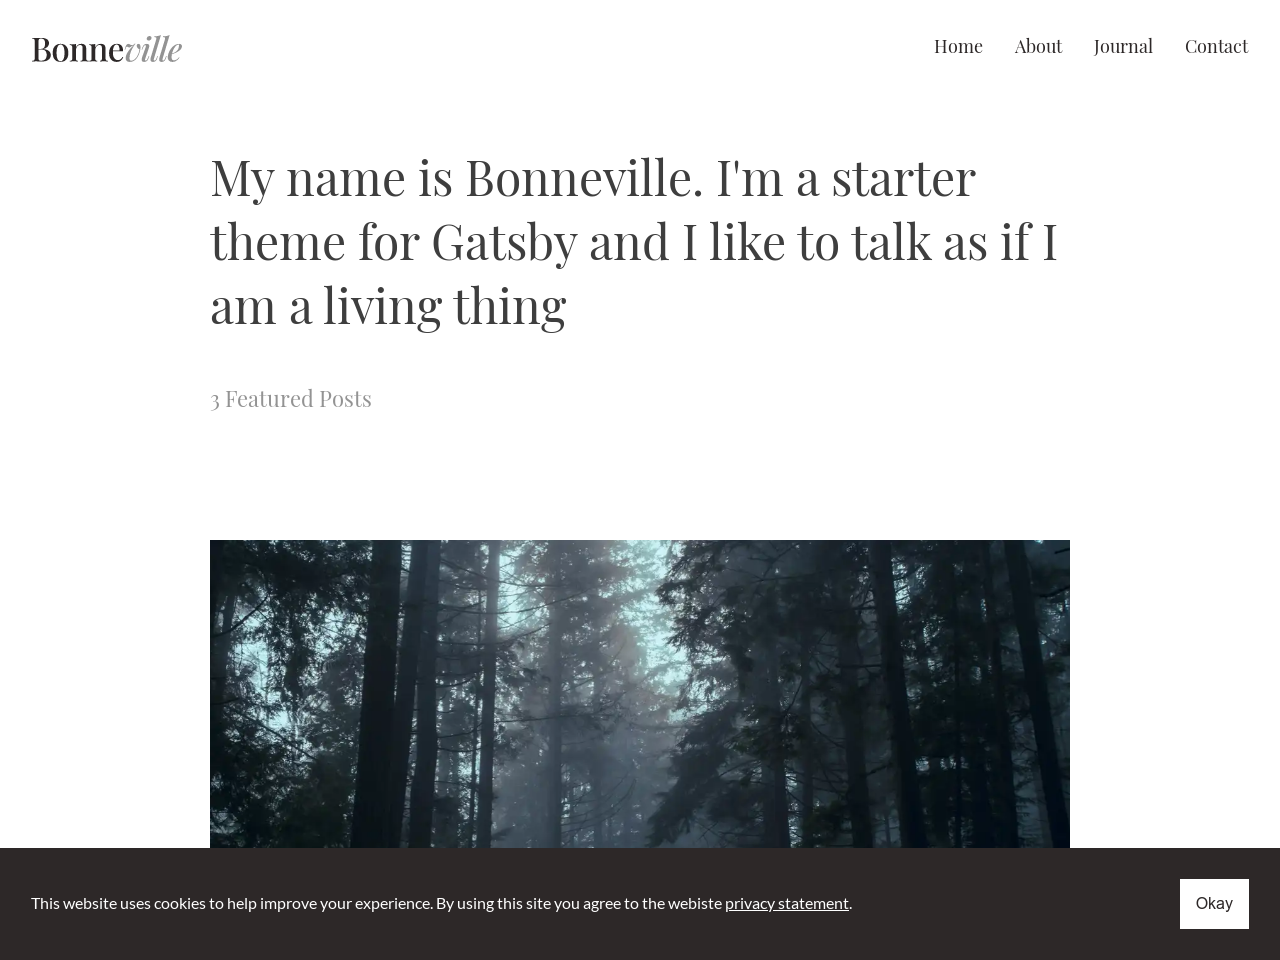 Bonneville
Home
About
Journal
Contact
My name is Bonneville. I'm a starter
theme for Gatsby and I like to talk as if I
am a living thing
3 Featured Posts
This website uses cookies to help improve your experience. By using this site you agree to the webiste privacy statement.
Okay